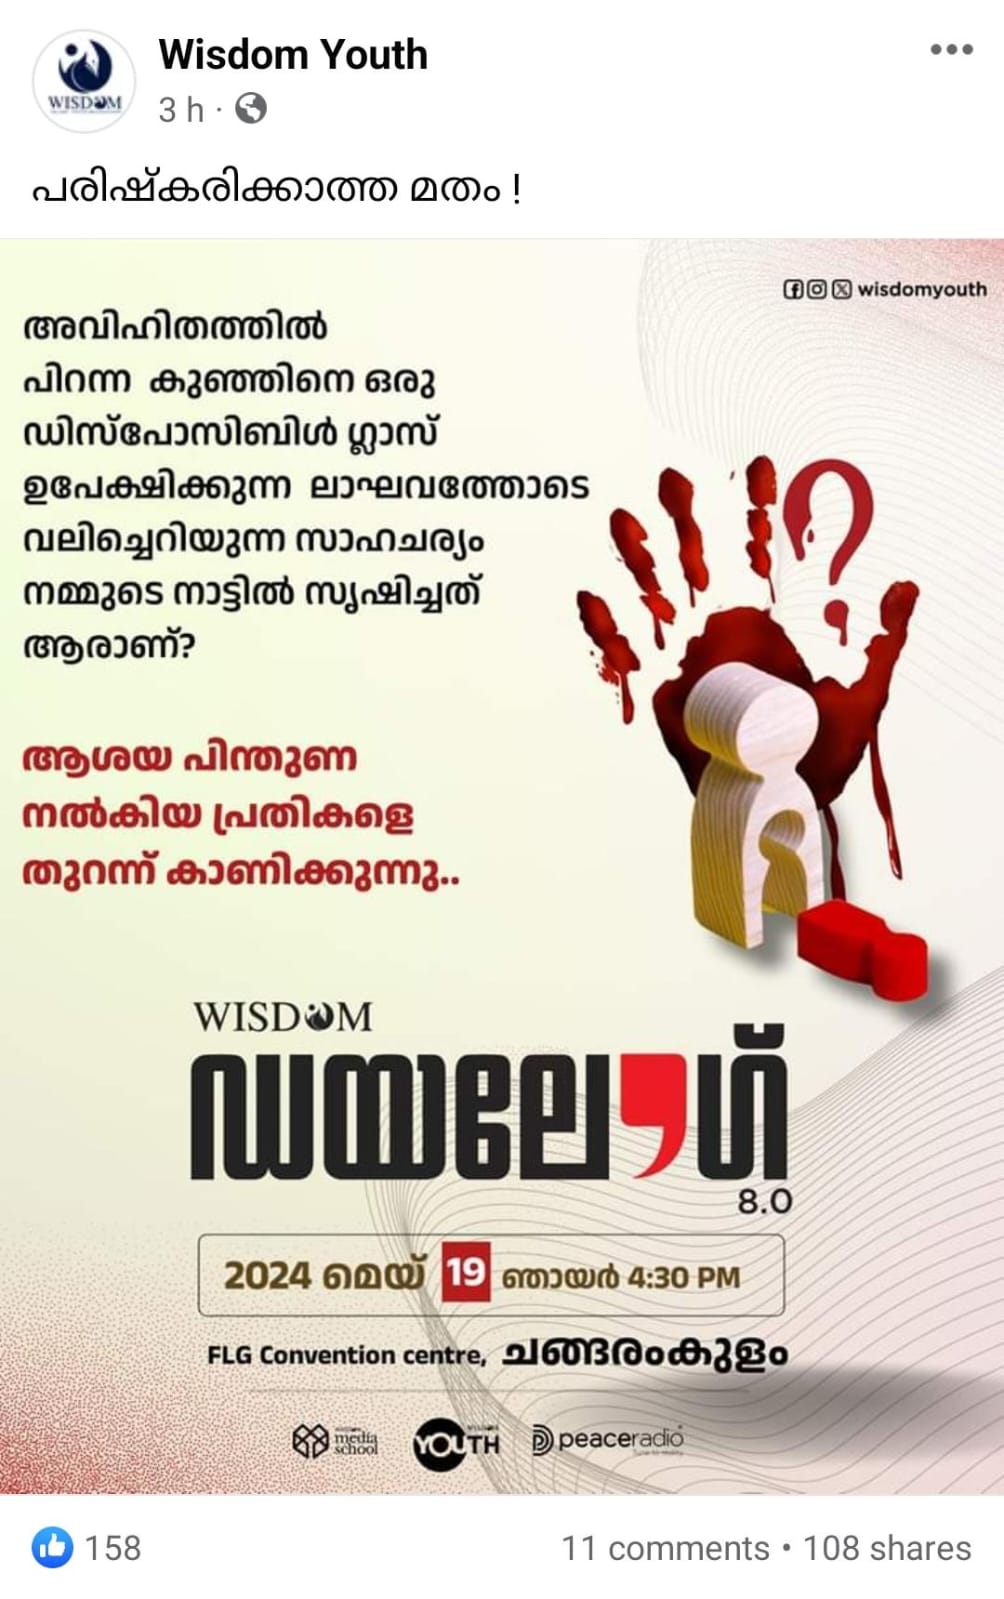 Wisdom Youth
WISDOM
3 h ·
പരിഷ്കരിക്കാത്ത മതം !
wisdomyouth
അവിഹിതത്തിൽ
പിറന്ന കുഞ്ഞിനെ ഒരു
ഡിസ്പോസിബിൾ ഗ്ലാസ്
ഉപേക്ഷിക്കുന്ന ലാഘവത്തോടെ
വലിച്ചെറിയുന്ന സാഹചര്യം
നമ്മുടെ നാട്ടിൽ സൃഷ്ടിച്ചത്
ആരാണ്?
ആശയ പിന്തുണ
നൽകിയ പ്രതികളെ
തുറന്ന് കാണിക്കുന്നു..
WISDOM
ഡയലോഗ്
8.0
2024 മെയ് 19 ഞായർ 4:30 PM
FLG Convention centre, ചങ്ങരംകുളം
media school YOUTH peaceradio
158 11 comments • 108 shares